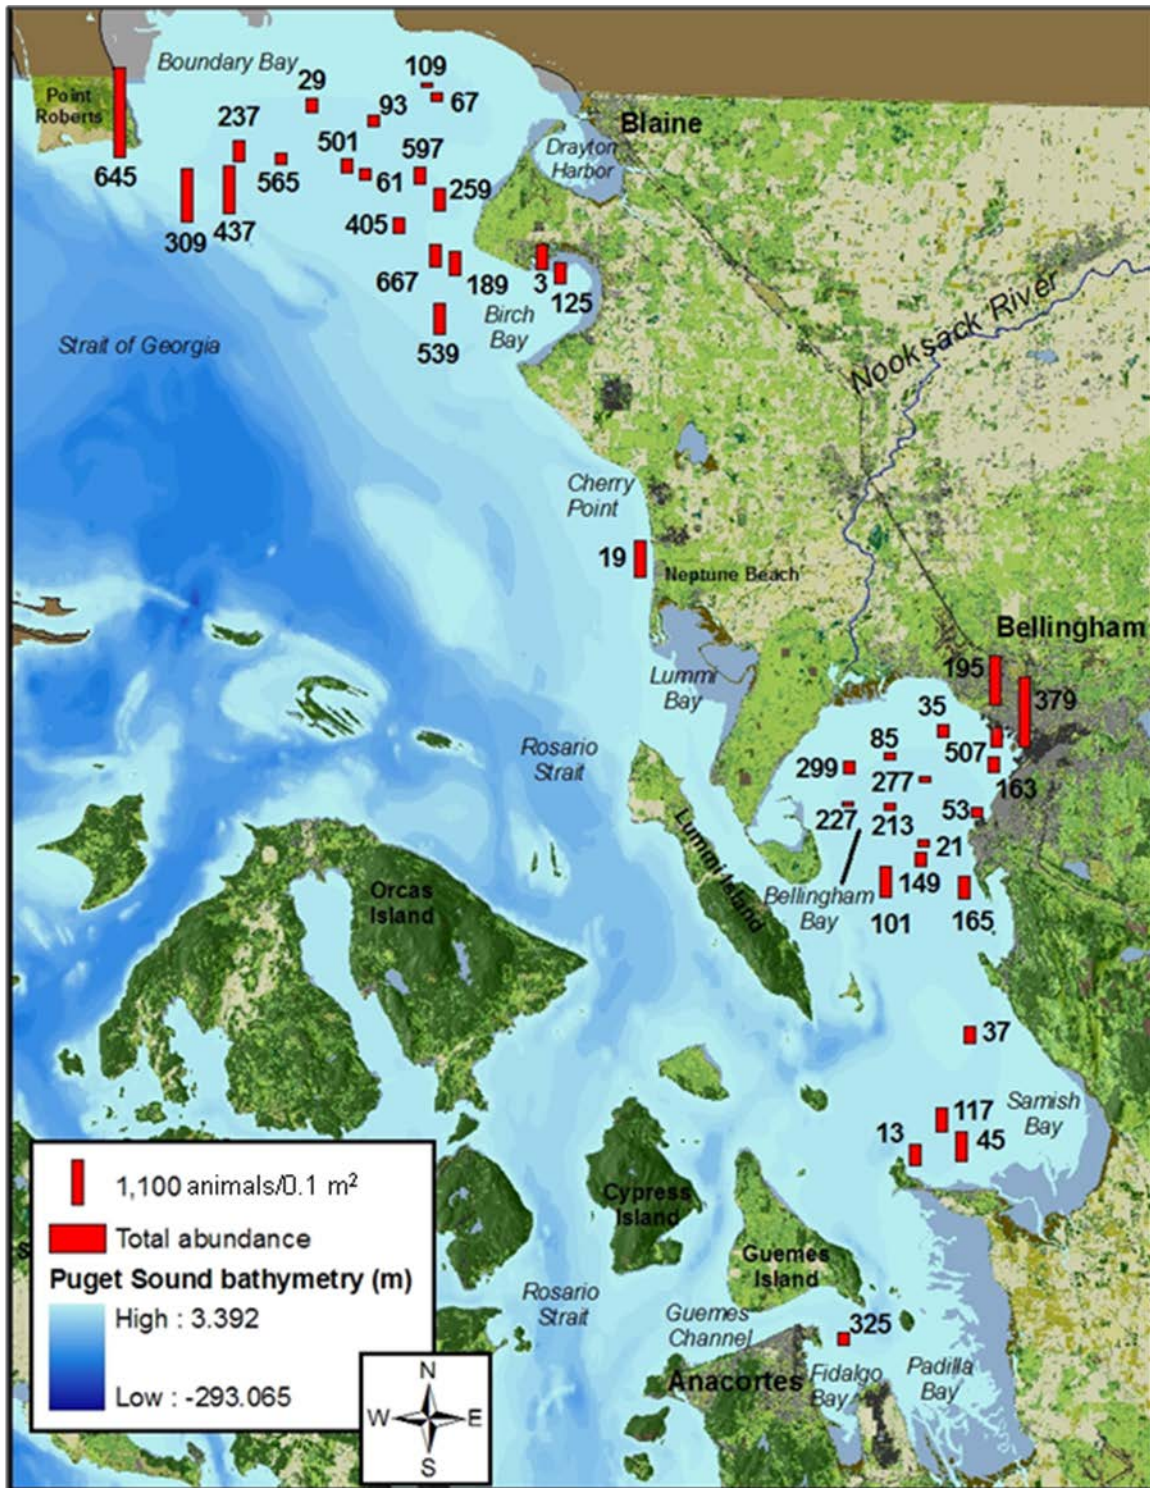 Boundary Bay
Point
Roberts
645
29
109
93
67
237
501
597
565
61
259
309
437
405
667
189
3
125
539
Blaine
Drayton
Harbor
Birch
Bay
Strait of Georgia
Nooksack River
Cherry
Point
19
Neptune Beach
Bellingham
195
379
Lummi
Bay
35
Rosario
Strait
85
507
299
277
163
227
213
53
21
Lummi Island
149
Bellingham
Bay
101
165
Orcas
Island
37
Samish
Bay
117
13
45
Cypress
Island
Guemes
Island
Rosario
Strait
Guemes
Channel
325
Anacortes
Fidalgo
Bay
Padilla
Bay
S
1,100 animals/0.1 m²
Total abundance
Puget Sound bathymetry (m)
High : 3.392
Low : -293.065
N
W E
S